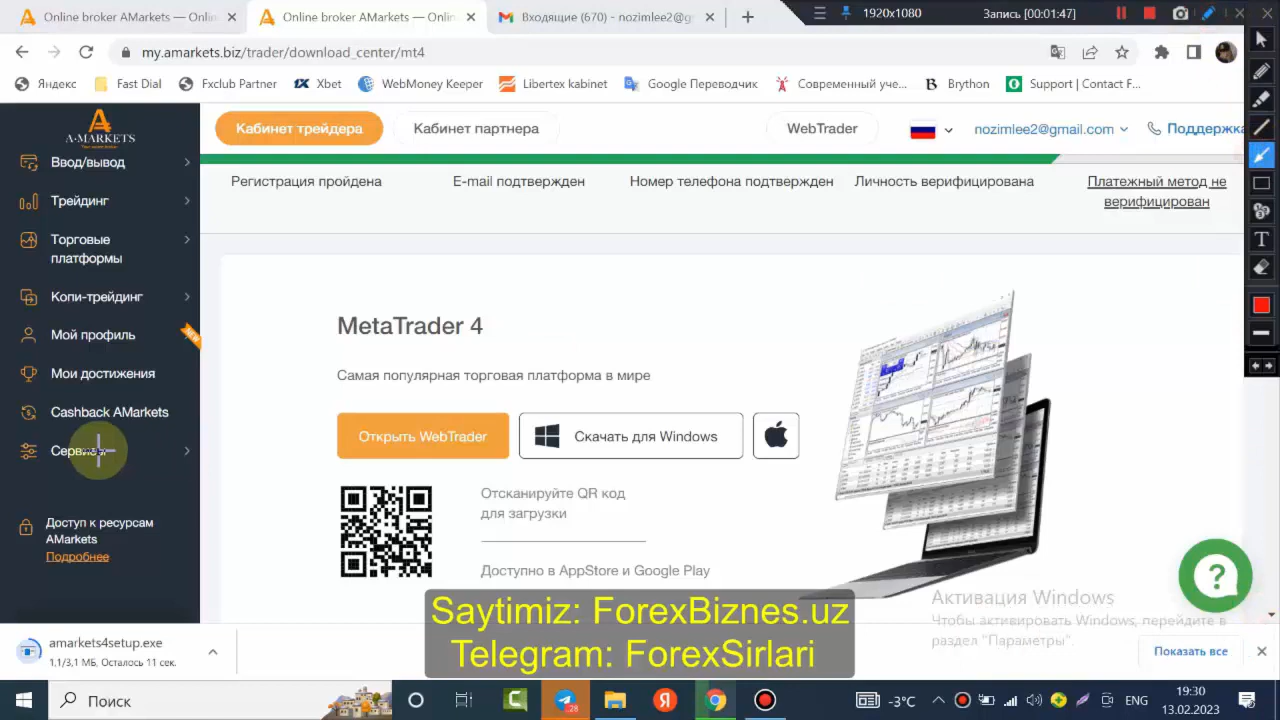 Online broker AMarkets — Onlin
Online broker AMarkets — Onlin
Входящие (670) - nozimlee2@g
1920x1080
Запись [00:01:47]
my.amarkets.biz/trader/download_center/mt4
Яндекс
Fast Dial
Fxclub Partner
Xbet
WebMoney Keeper
Libertex kabinet
Google Переводчик
Современный уче...
Brython
Support | Contact F...
A·MARKETS
Кабинет трейдера
Кабинет партнера
WebTrader
nozimlee2@gmail.com
Поддержка
Ввод/вывод
Трейдинг
Торговые
платформы
Копи-трейдинг
Мой профиль
NEW
Мои достижения
Cashback AMarkets
Доступ к ресурсам
AMarkets
Подробнее
Регистрация пройдена
E-mail подтвержден
Номер телефона подтвержден
Личность верифицирована
Платежный метод не
верифицирован
MetaTrader 4
Самая популярная торговая платформа в мире
Открыть WebTrader
Скачать для Windows
Отсканируйте QR код
для загрузки
Доступно в AppStore и Google Play
Активация Windows
Чтобы активировать Windows, перейдите в
раздел "Параметры".
Saytimiz: ForexBiznes.uz
Telegram: ForexSirlari
amarkets4setup.exe
1,1/3,1 МБ, Осталось 11 сек.
Показать все
Поиск
28
-3°C
ENG
19:30
13.02.2023